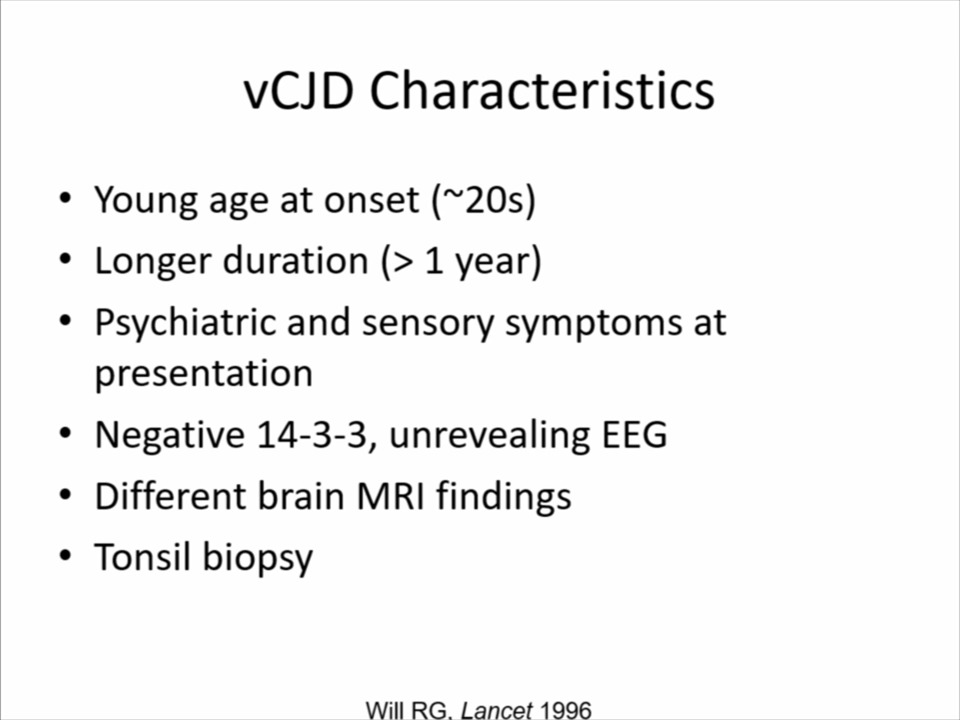 vCJD Characteristics
• Young age at onset (~20s)
• Longer duration (> 1 year)
• Psychiatric and sensory symptoms at
presentation
• Negative 14-3-3, unrevealing EEG
• Different brain MRI findings
• Tonsil biopsy
Will RG, Lancet 1996